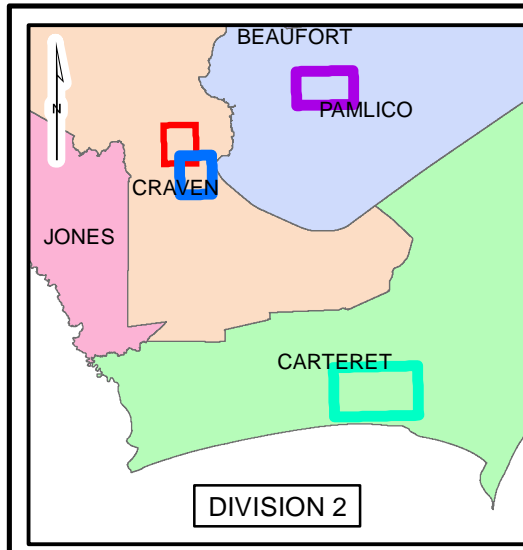 BEAUFORT
N
PAMLICO
CRAVEN
JONES
CARTERET
DIVISION 2